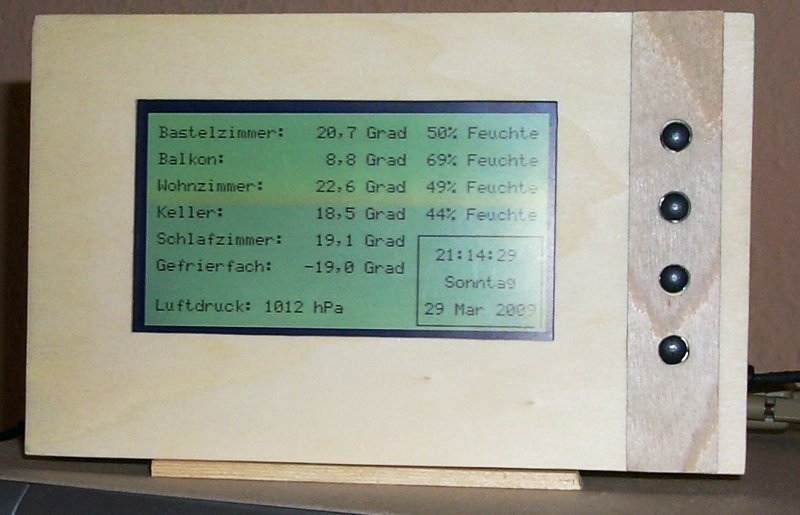 Bastelzimmer: 20,7 Grad 50% Feuchte
Balkon: 8,8 Grad 69% Feuchte
Wohnzimmer: 22,6 Grad 49% Feuchte
Keller: 18,5 Grad 44% Feuchte
Schlafzimmer: 19,1 Grad
Gefrierfach: -19,0 Grad
Luftdruck: 1012 hPa
21:14:29
Sonntag
29 Mar 2009